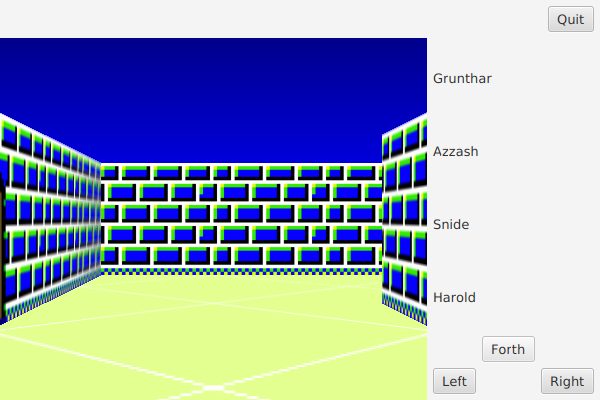 Quit
Grunthar
Azzash
Snide
Harold
Forth
Left Right